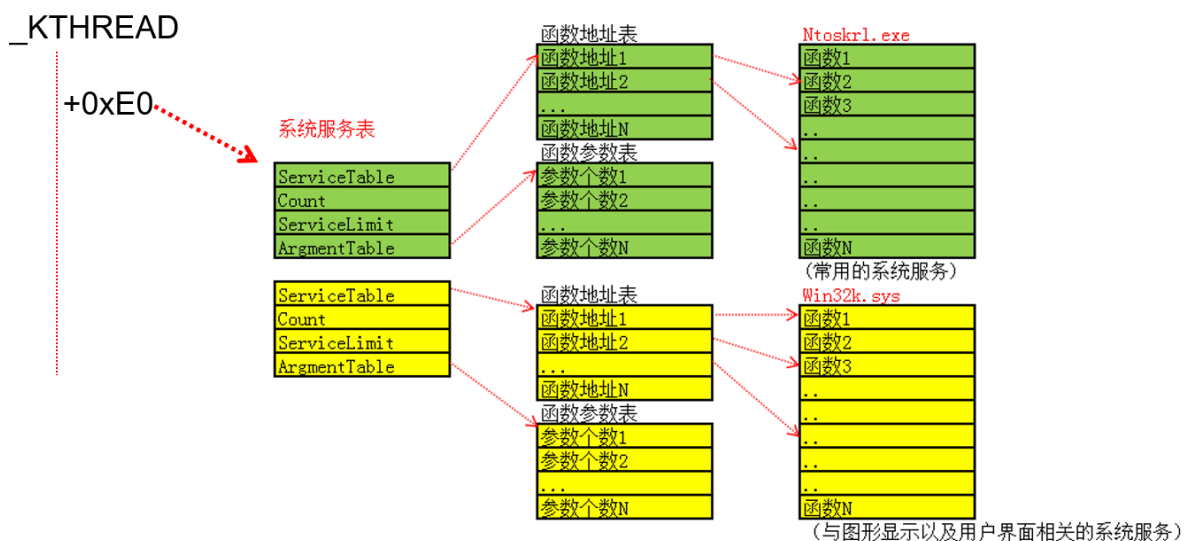 _KTHREAD
+0xE0
系统服务表
ServiceTable
Count
ServiceLimit
ArgmentTable
ServiceTable
Count
ServiceLimit
ArgmentTable
函数地址表
函数地址1
函数地址2
...
函数地址N
函数参数表
参数个数1
参数个数2
...
参数个数N
函数地址表
函数地址1
函数地址2
...
函数地址N
函数参数表
参数个数1
参数个数2
...
参数个数N
Ntoskrl.exe
函数1
函数2
函数3
..
..
..
..
..
函数N
(常用的系统服务)
Win32k.sys
函数1
函数2
函数3
..
..
..
..
..
函数N
(与图形显示以及用户界面相关的系统服务)